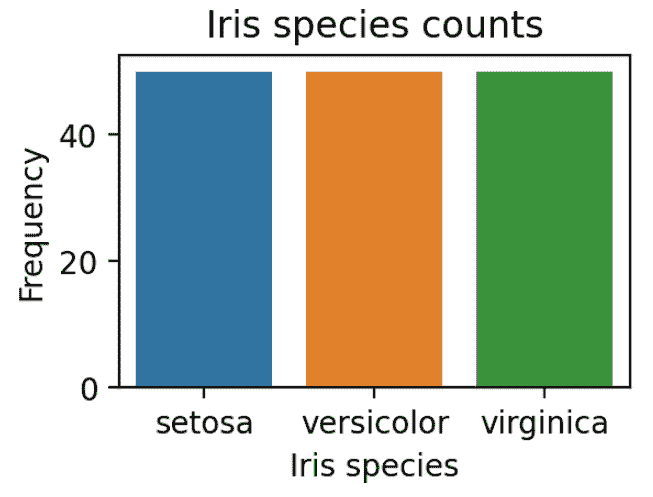 Iris species counts
Frequency
40
20
0
setosa versicolor virginica
Iris species